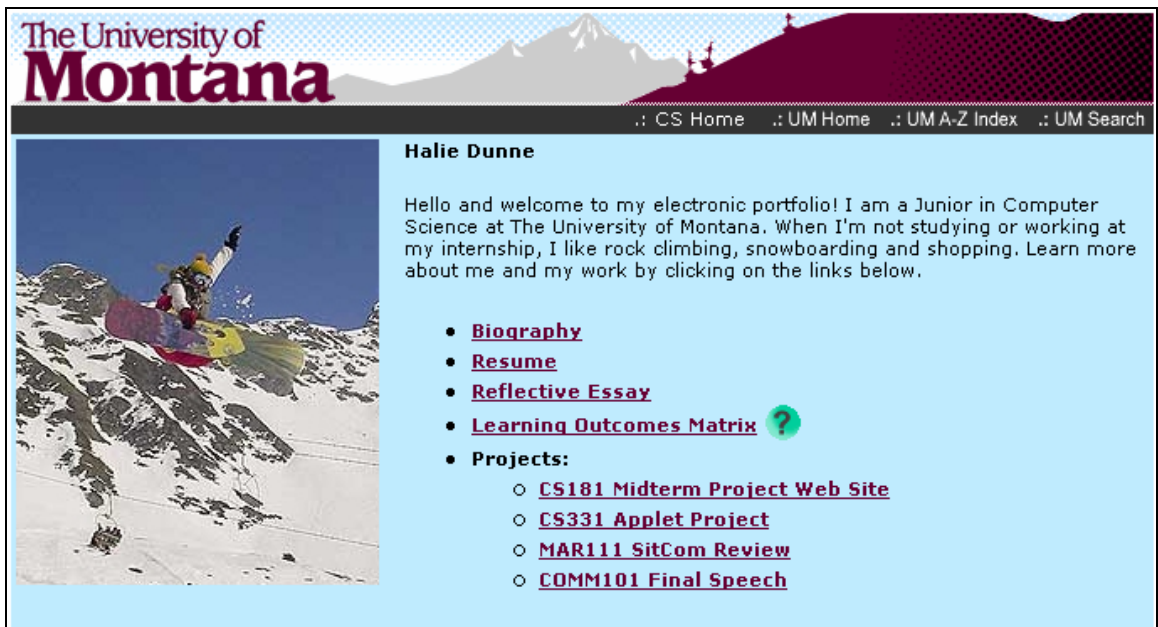 The University of
Montana
.: CS Home .: UM Home .: UM A-Z Index .: UM Search
Halie Dunne
Hello and welcome to my electronic portfolio! I am a Junior in Computer
Science at The University of Montana. When I'm not studying or working at
my internship, I like rock climbing, snowboarding and shopping. Learn more
about me and my work by clicking on the links below.
• Biography
• Resume
• Reflective Essay
• Learning Outcomes Matrix ?
• Projects:
○ CS181 Midterm Project Web Site
○ CS331 Applet Project
○ MAR111 SitCom Review
○ COMM101 Final Speech